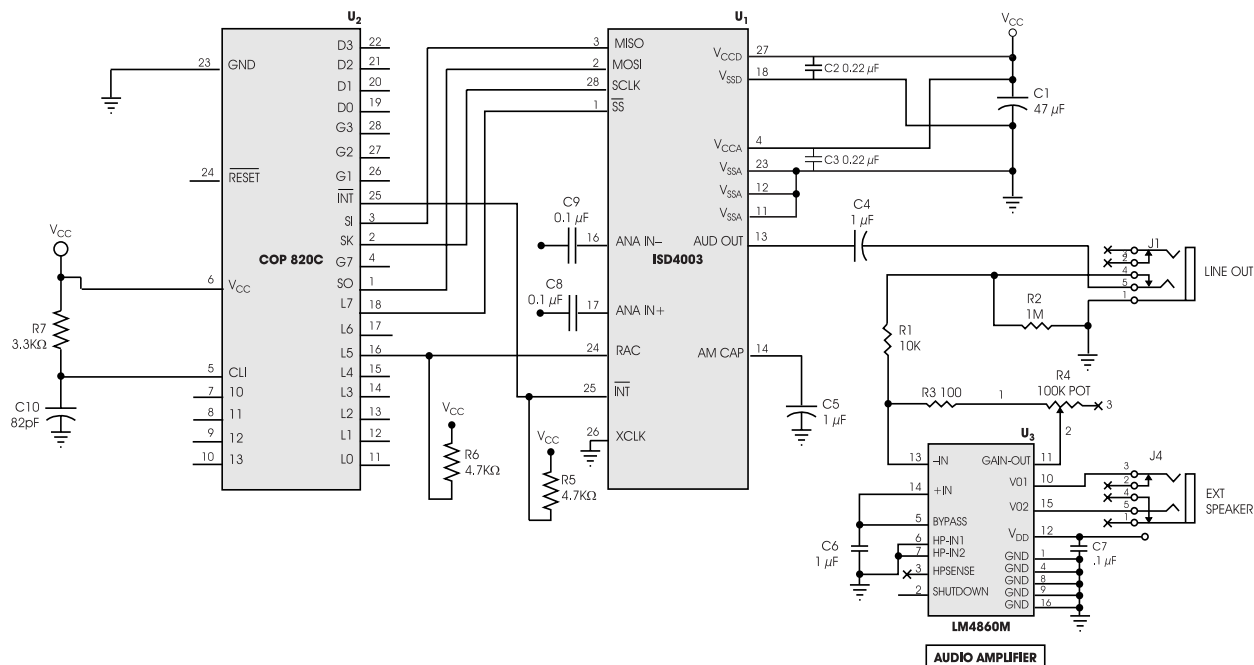 U2
COP 820C
23 GND
24 RESET
VCC
6 VCC
R7
3.3KΩ
5 CLI
C10
82pF
7 10
8 11
9 12
10 13
D3 22
D2 21
D1 20
D0 19
G3 28
G2 27
G1 26
INT 25
SI 3
SK 2
G7 4
SO 1
L7 18
L6 17
L5 16
L4 15
L3 14
L2 13
L1 12
L0 11
VCC
R6
4.7KΩ
VCC
R5
4.7KΩ
U1
ISD4003
3 MISO
2 MOSI
28 SCLK
1 SS
C9
0.1 µF
16 ANA IN–
C8
0.1 µF
17 ANA IN+
24 RAC
25 INT
26 XCLK
VCCD 27
VSSD 18
VCCA 4
VSSA 23
VSSA 12
VSSA 11
AUD OUT 13
AM CAP 14
C2 0.22 µF
C3 0.22 µF
VCC
C1
47 µF
C4
1 µF
C5
1 µF
J1
2
4
5
1
LINE OUT
R2
1M
R1
10K
R3 100
1
R4
100K POT
3
2
U3
13 –IN
14 +IN
5 BYPASS
6 HP-IN1
7 HP-IN2
3 HPSENSE
2 SHUTDOWN
GAIN-OUT 11
V01 10
V02 15
VDD 12
GND 1
GND 4
GND 8
GND 9
GND 16
C6
1 µF
C7
.1 µF
J4
3
2
4
5
1
EXT
SPEAKER
LM4860M
AUDIO AMPLIFIER